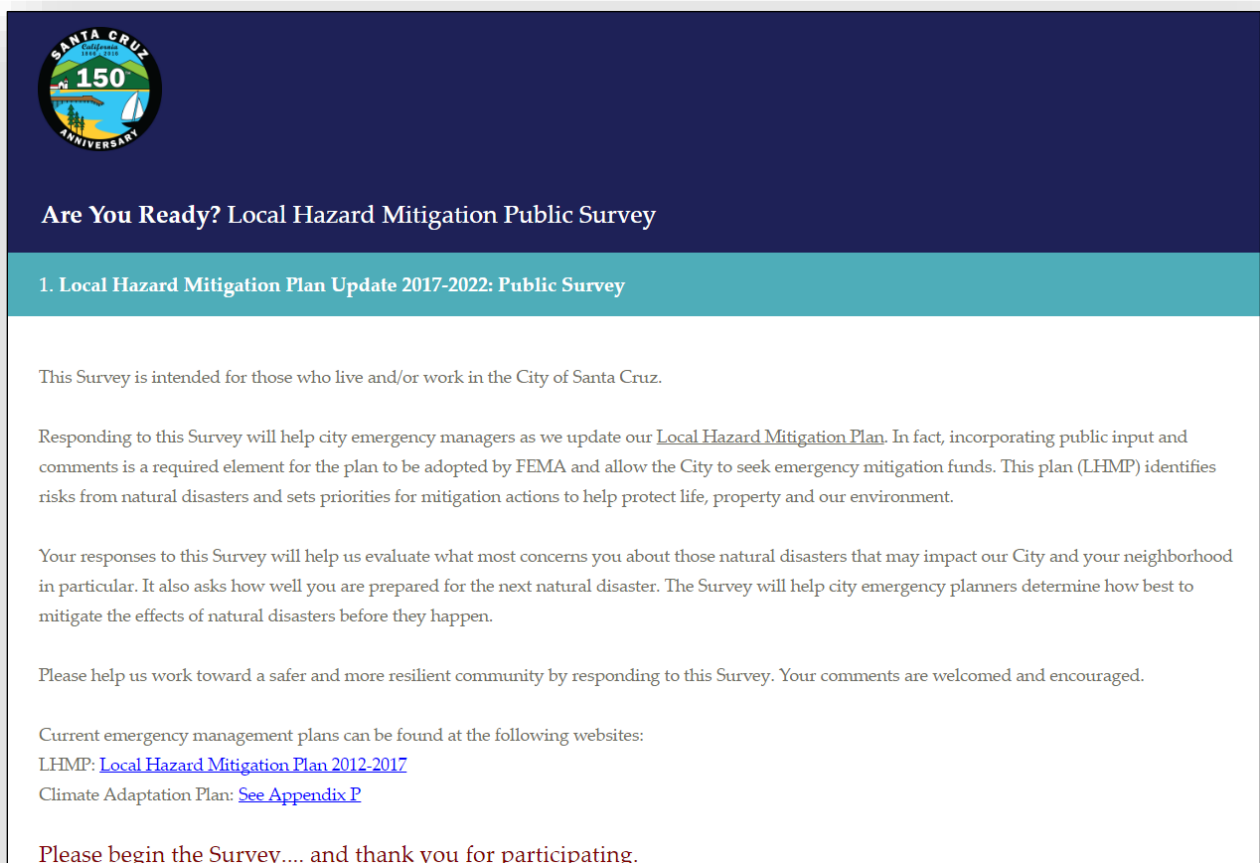 SANTA CRUZ
California
150
ANNIVERSARY
Are You Ready? Local Hazard Mitigation Public Survey
1. Local Hazard Mitigation Plan Update 2017-2022: Public Survey
This Survey is intended for those who live and/or work in the City of Santa Cruz.
Responding to this Survey will help city emergency managers as we update our Local Hazard Mitigation Plan. In fact, incorporating public input and
comments is a required element for the plan to be adopted by FEMA and allow the City to seek emergency mitigation funds. This plan (LHMP) identifies
risks from natural disasters and sets priorities for mitigation actions to help protect life, property and our environment.
Your responses to this Survey will help us evaluate what most concerns you about those natural disasters that may impact our City and your neighborhood
in particular. It also asks how well you are prepared for the next natural disaster. The Survey will help city emergency planners determine how best to
mitigate the effects of natural disasters before they happen.
Please help us work toward a safer and more resilient community by responding to this Survey. Your comments are welcomed and encouraged.
Current emergency management plans can be found at the following websites:
LHMP: Local Hazard Mitigation Plan 2012-2017
Climate Adaptation Plan: See Appendix P
Please begin the Survey.... and thank you for participating.